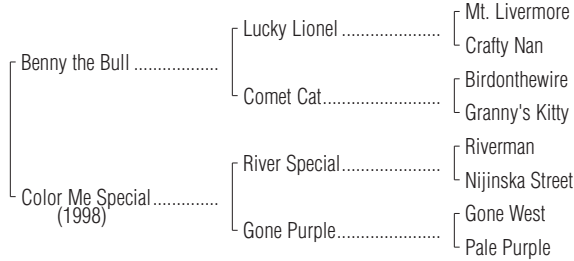 Mt. Livermore
Lucky Lionel ....................
Crafty Nan
Benny the Bull .................
Birdonthewire
Comet Cat........................
Granny's Kitty
Riverman
River Special....................
Nijinska Street
Color Me Special.............
(1998)
Gone West
Gone Purple.....................
Pale Purple